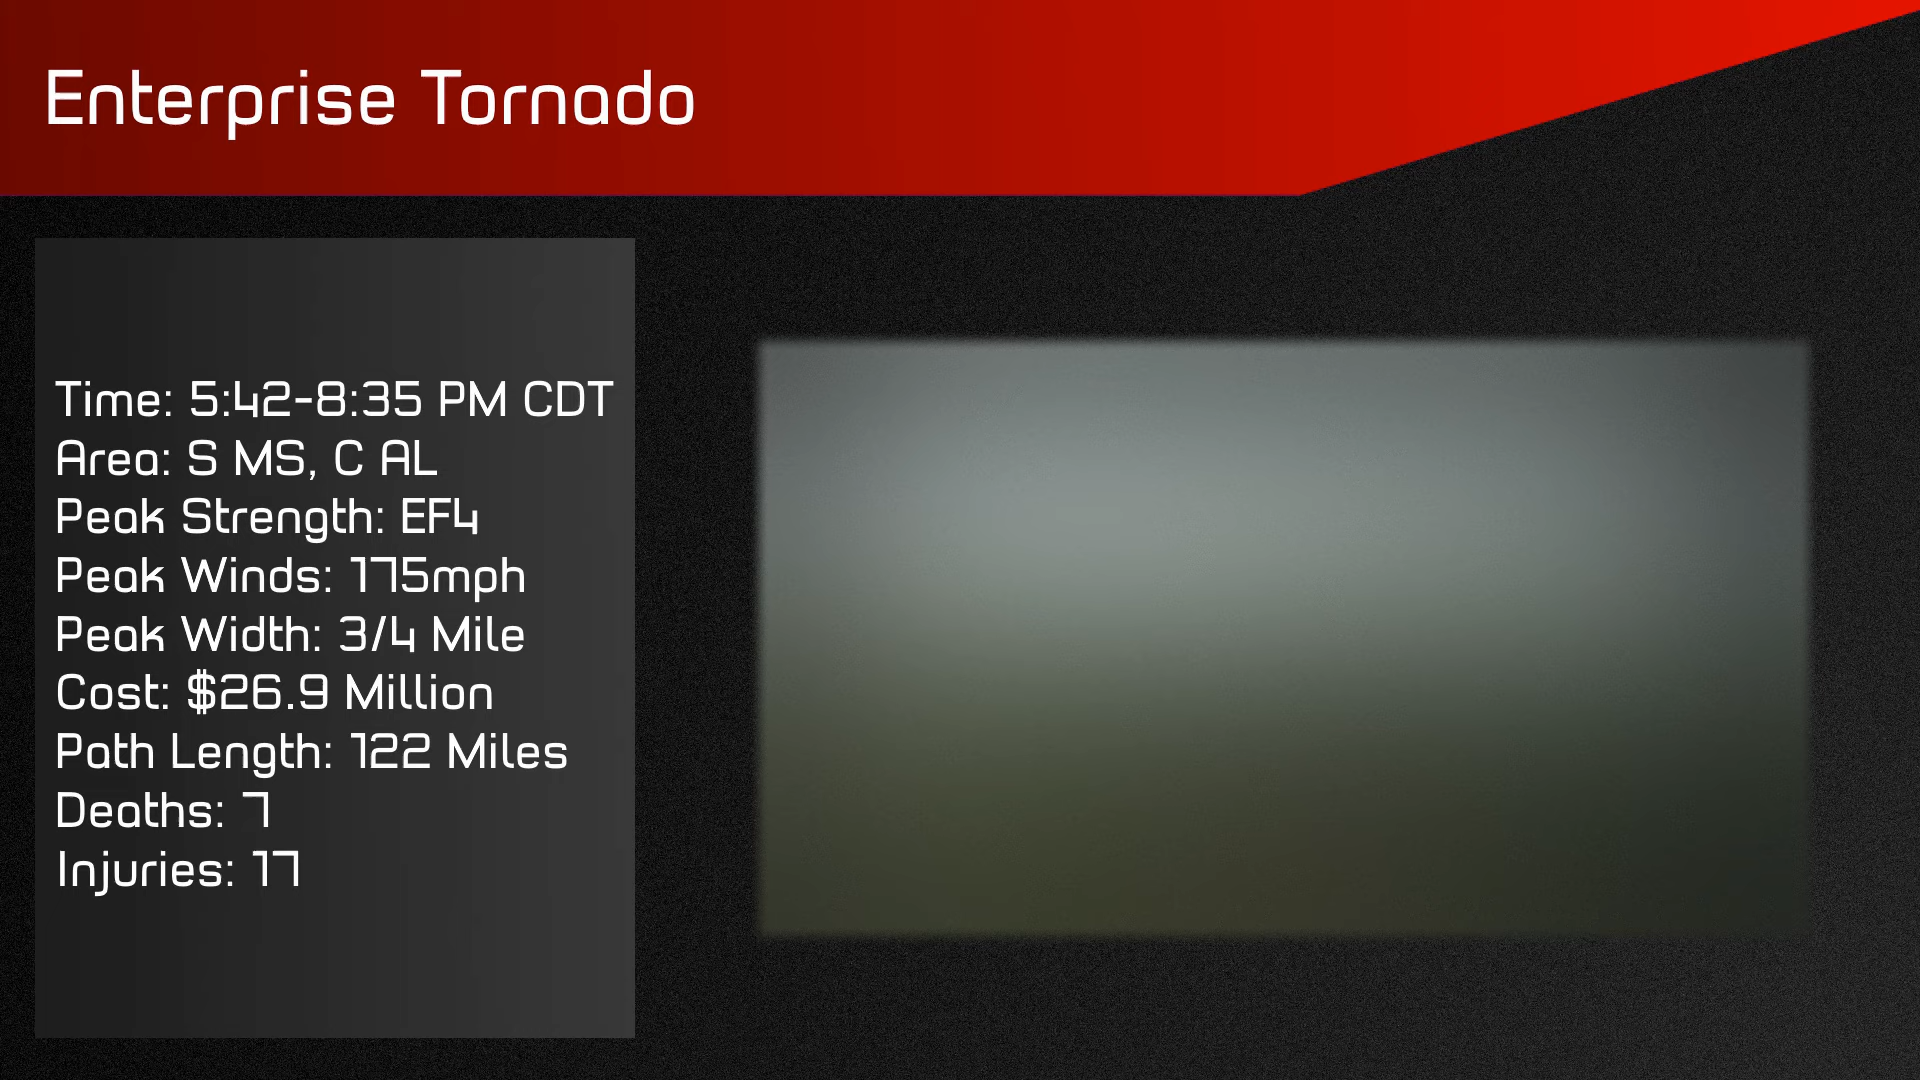 Enterprise Tornado
Time: 5:42-8:35 PM CDT
Area: S MS, C AL
Peak Strength: EF4
Peak Winds: 175mph
Peak Width: 3/4 Mile
Cost: $26.9 Million
Path Length: 122 Miles
Deaths: 7
Injuries: 17